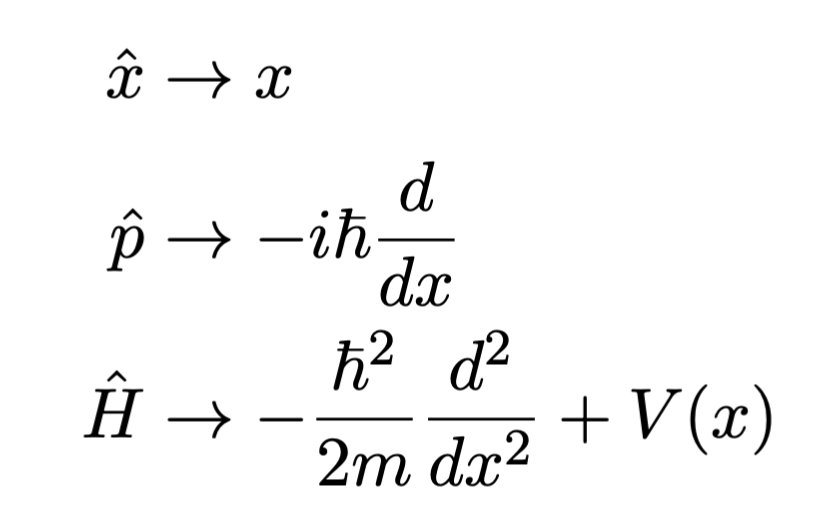 x̂ → x
p̂ → −iℏ d/dx
Ĥ → −ℏ²/2m d²/dx² + V(x)